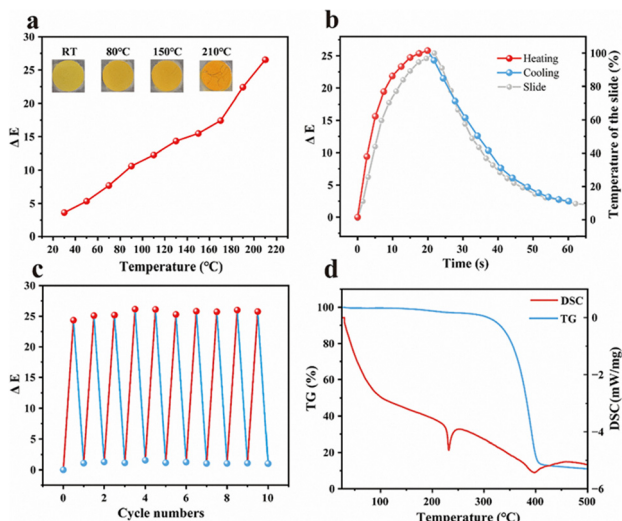 a
RT 80℃ 150℃ 210℃
Δ E
30
25
20
15
10
5
0
20 40 60 80 100 120 140 160 180 200 220
Temperature (℃)
b
Δ E
25
20
15
10
5
0
Heating
Cooling
Slide
100
80
60
40
20
0
Temperature of the slide (%)
0 10 20 30 40 50 60
Time (s)
c
Δ E
30
25
20
15
10
5
0
0 2 4 6 8 10
Cycle numbers
d
TG (%)
100
80
60
40
20
0
DSC
TG
0
-2
-4
-6
DSC (mW/mg)
100 200 300 400 500
Temperature (℃)